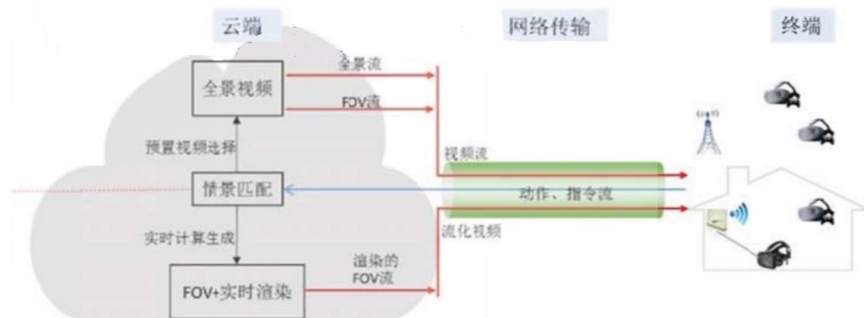 云端
网络传输
终端
全景视频
全景流
FOV流
预置视频选择
视频流
情景匹配
动作、指令流
实时计算生成
流化视频
渲染的
FOV流
FOV+实时渲染